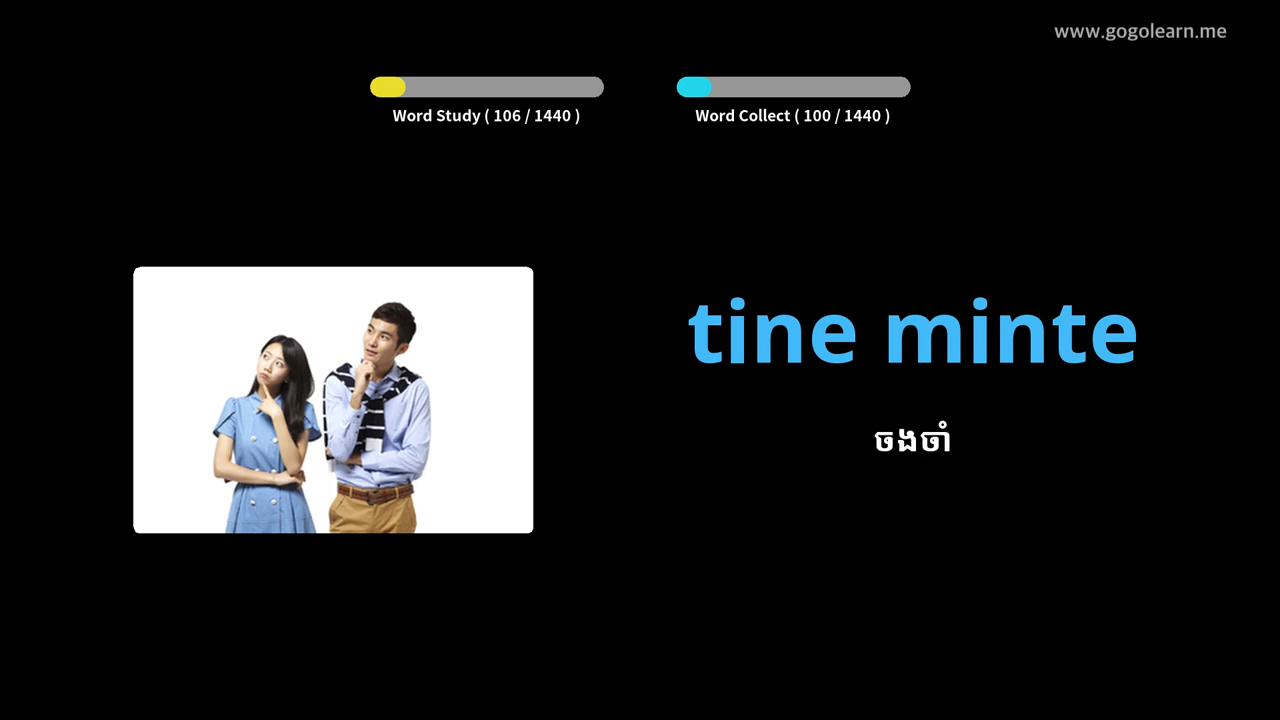 www.gogolearn.me
Word Study ( 106 / 1440 )
Word Collect ( 100 / 1440 )
tine minte
ចងចាំ